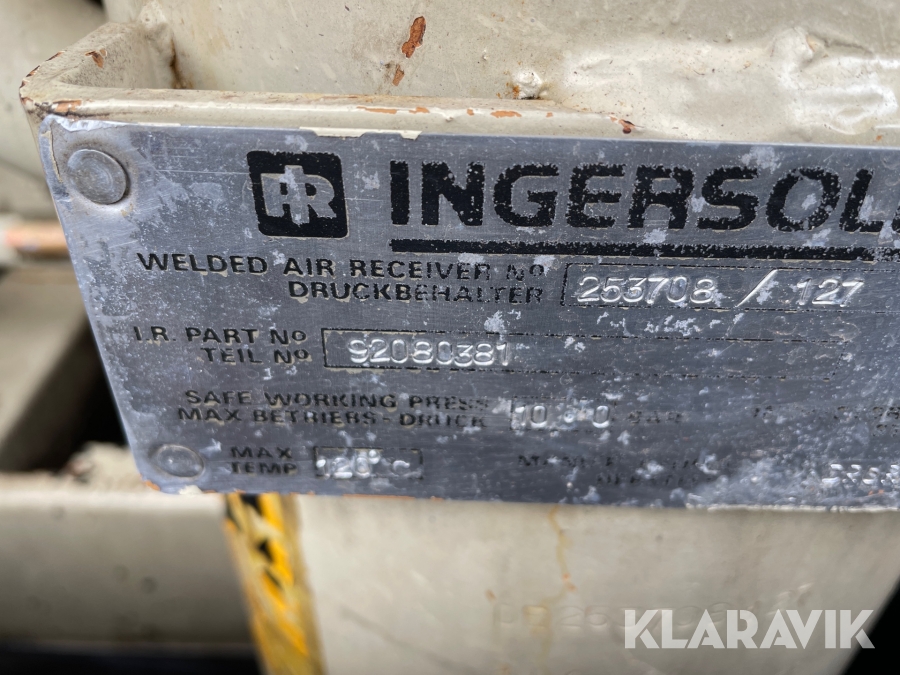 IR INGERSOL
WELDED AIR RECEIVER No 253708 / 127
DRUCKBEHALTER
I.R. PART No 92080381
TEIL No
SAFE WORKING PRESS
MAX BETRIEBS-DRUCK
MAX
TEMP
KLARAVIK